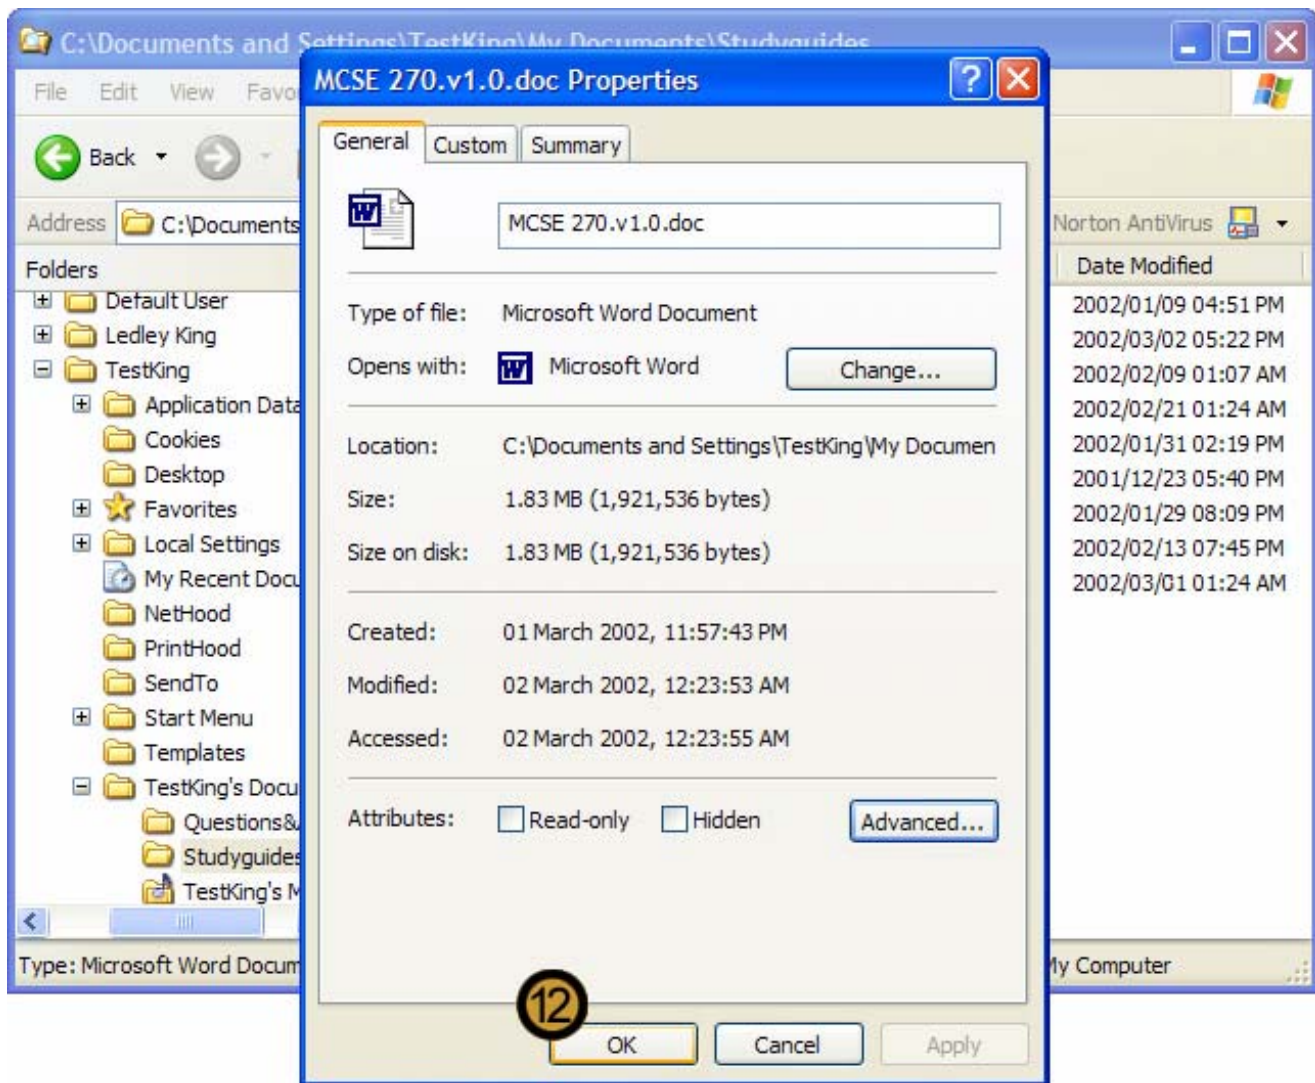 C:\Documents and Settings\TestKing\My Documents\Studyguides
File Edit View Favo
Back
Address C:\Documents
Norton AntiVirus
Folders
Default User
Ledley King
TestKing
Application Data
Cookies
Desktop
Favorites
Local Settings
My Recent Docu
NetHood
PrintHood
SendTo
Start Menu
Templates
TestKing's Docu
Questions&
Studyguides
TestKing's M
Type: Microsoft Word Docum
MCSE 270.v1.0.doc Properties
General Custom Summary
MCSE 270.v1.0.doc
Type of file: Microsoft Word Document
Opens with: Microsoft Word Change...
Location: C:\Documents and Settings\TestKing\My Documen
Size: 1.83 MB (1,921,536 bytes)
Size on disk: 1.83 MB (1,921,536 bytes)
Created: 01 March 2002, 11:57:43 PM
Modified: 02 March 2002, 12:23:53 AM
Accessed: 02 March 2002, 12:23:55 AM
Attributes: Read-only Hidden Advanced...
12
OK Cancel Apply
Date Modified
2002/01/09 04:51 PM
2002/03/02 05:22 PM
2002/02/09 01:07 AM
2002/02/21 01:24 AM
2002/01/31 02:19 PM
2001/12/23 05:40 PM
2002/01/29 08:09 PM
2002/02/13 07:45 PM
2002/03/01 01:24 AM
My Computer